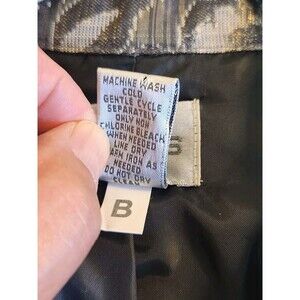 MACHINE WASH
COLD
GENTLE CYCLE
SEPARATELY
ONLY NON
CHLORINE BLEACH
WHEN NEEDED
LINE DRY
WARM IRON AS
NEEDED
DO NOT DRY
CLEAN
S
B